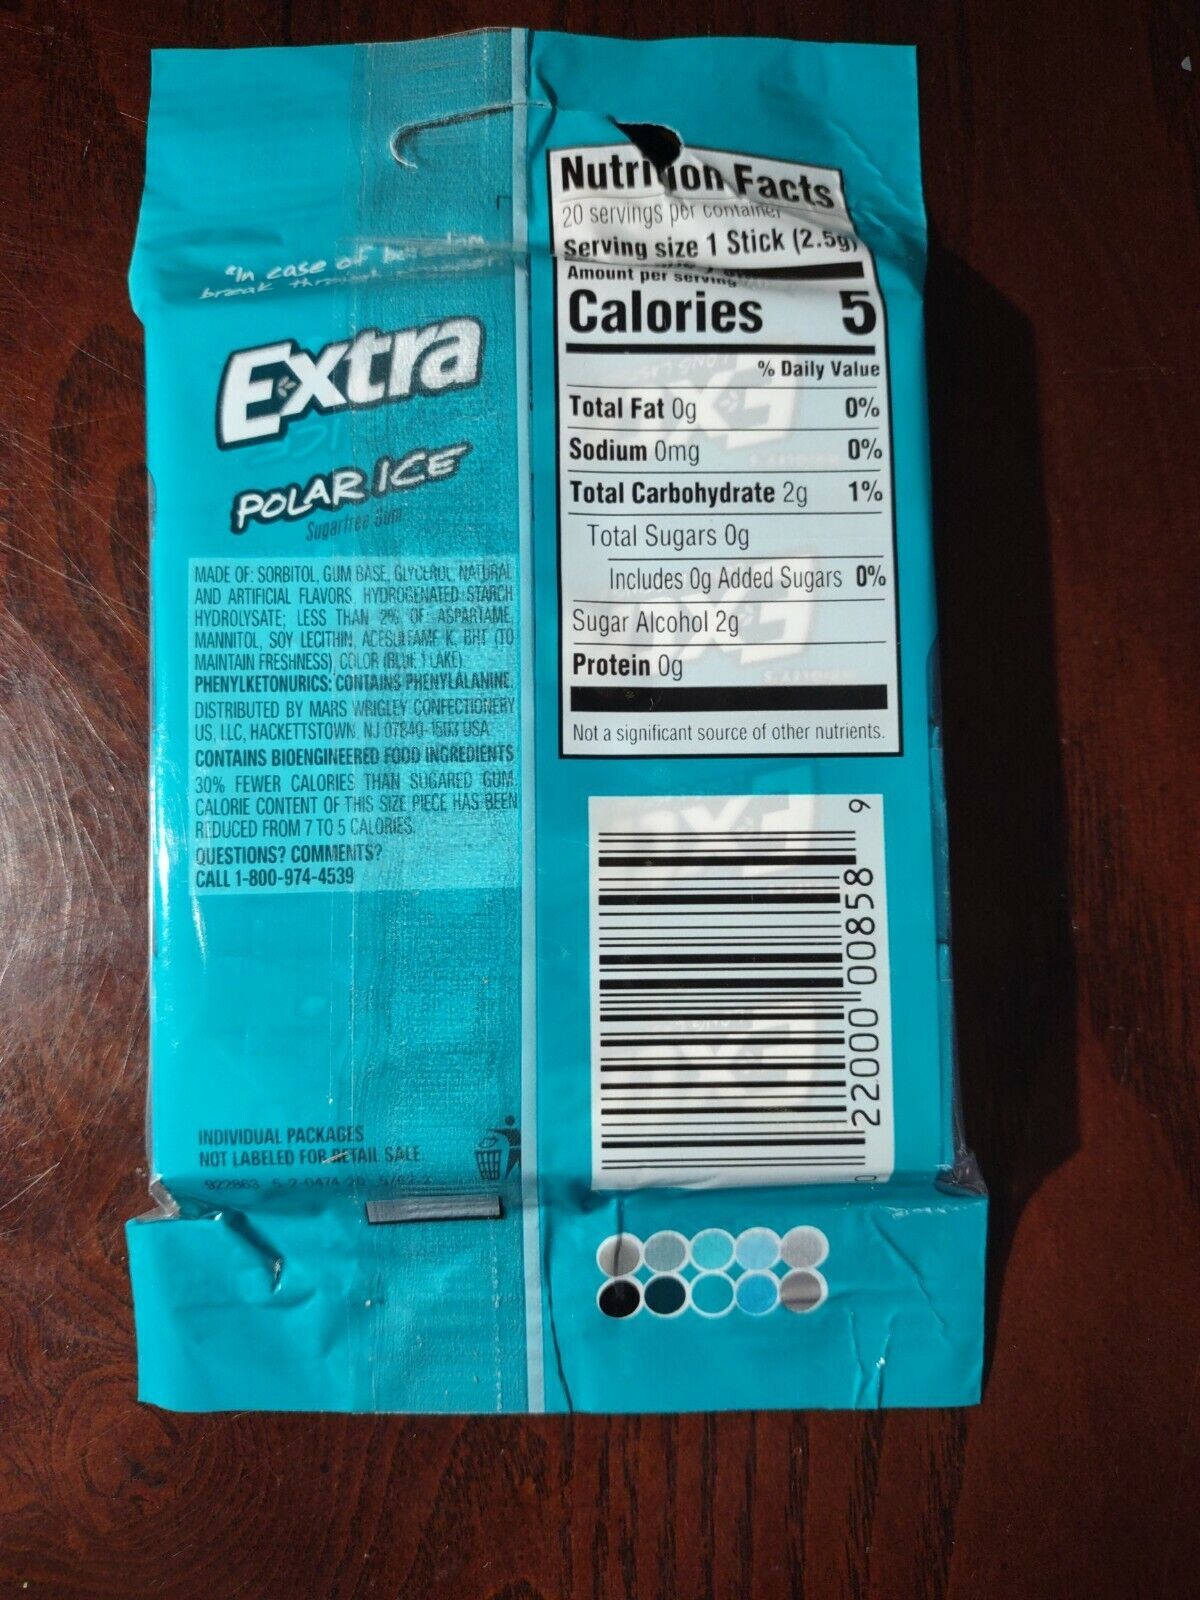 *In case of
break
Extra
POLAR ICE
Sugarfree Gum
MADE OF: SORBITOL, GUM BASE, GLYCEROL, NATURAL
AND ARTIFICIAL FLAVORS, HYDROGENATED STARCH
HYDROLYSATE; LESS THAN 2% OF: ASPARTAME,
MANNITOL, SOY LECITHIN, ACESULFAME K, BHT (TO
MAINTAIN FRESHNESS), COLOR (BLUE 1 LAKE).
PHENYLKETONURICS: CONTAINS PHENYLALANINE.
DISTRIBUTED BY MARS WRIGLEY CONFECTIONERY
US, LLC, HACKETTSTOWN, NJ 07840-1503 USA
CONTAINS BIOENGINEERED FOOD INGREDIENTS
30% FEWER CALORIES THAN SUGARED GUM.
CALORIE CONTENT OF THIS SIZE PIECE HAS BEEN
REDUCED FROM 7 TO 5 CALORIES.
QUESTIONS? COMMENTS?
CALL 1-800-974-4539
INDIVIDUAL PACKAGES
NOT LABELED FOR RETAIL SALE
Nutrition Facts
20 servings per container
Serving size 1 Stick (2.5g)
Amount per serving
Calories 5
% Daily Value
Total Fat 0g 0%
Sodium 0mg 0%
Total Carbohydrate 2g 1%
Total Sugars 0g
Includes 0g Added Sugars 0%
Sugar Alcohol 2g
Protein 0g
Not a significant source of other nutrients.
0 22000 00858 9